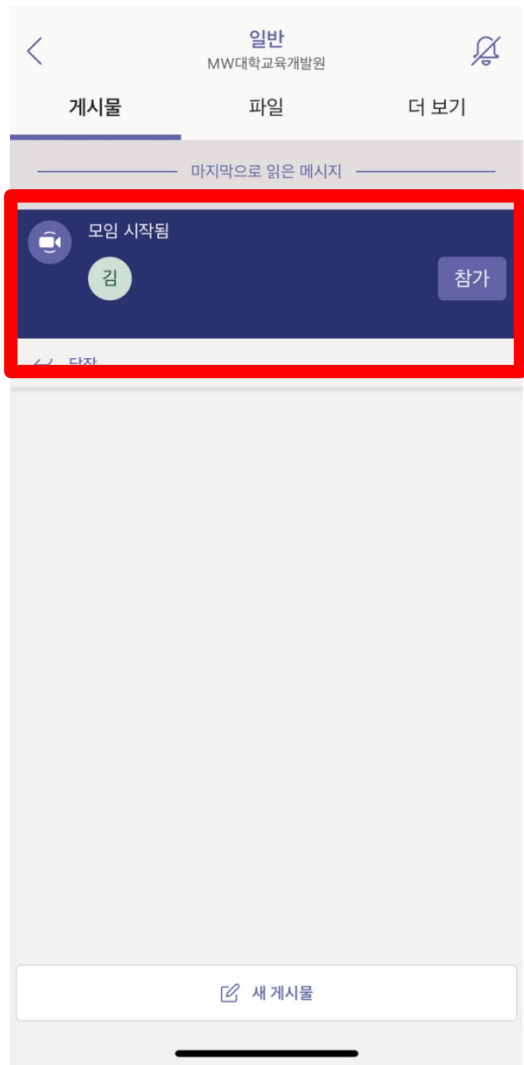 일반
MW대학교육개발원
게시물 파일 더 보기
마지막으로 읽은 메시지
모임 시작됨
김
참가
새 게시물